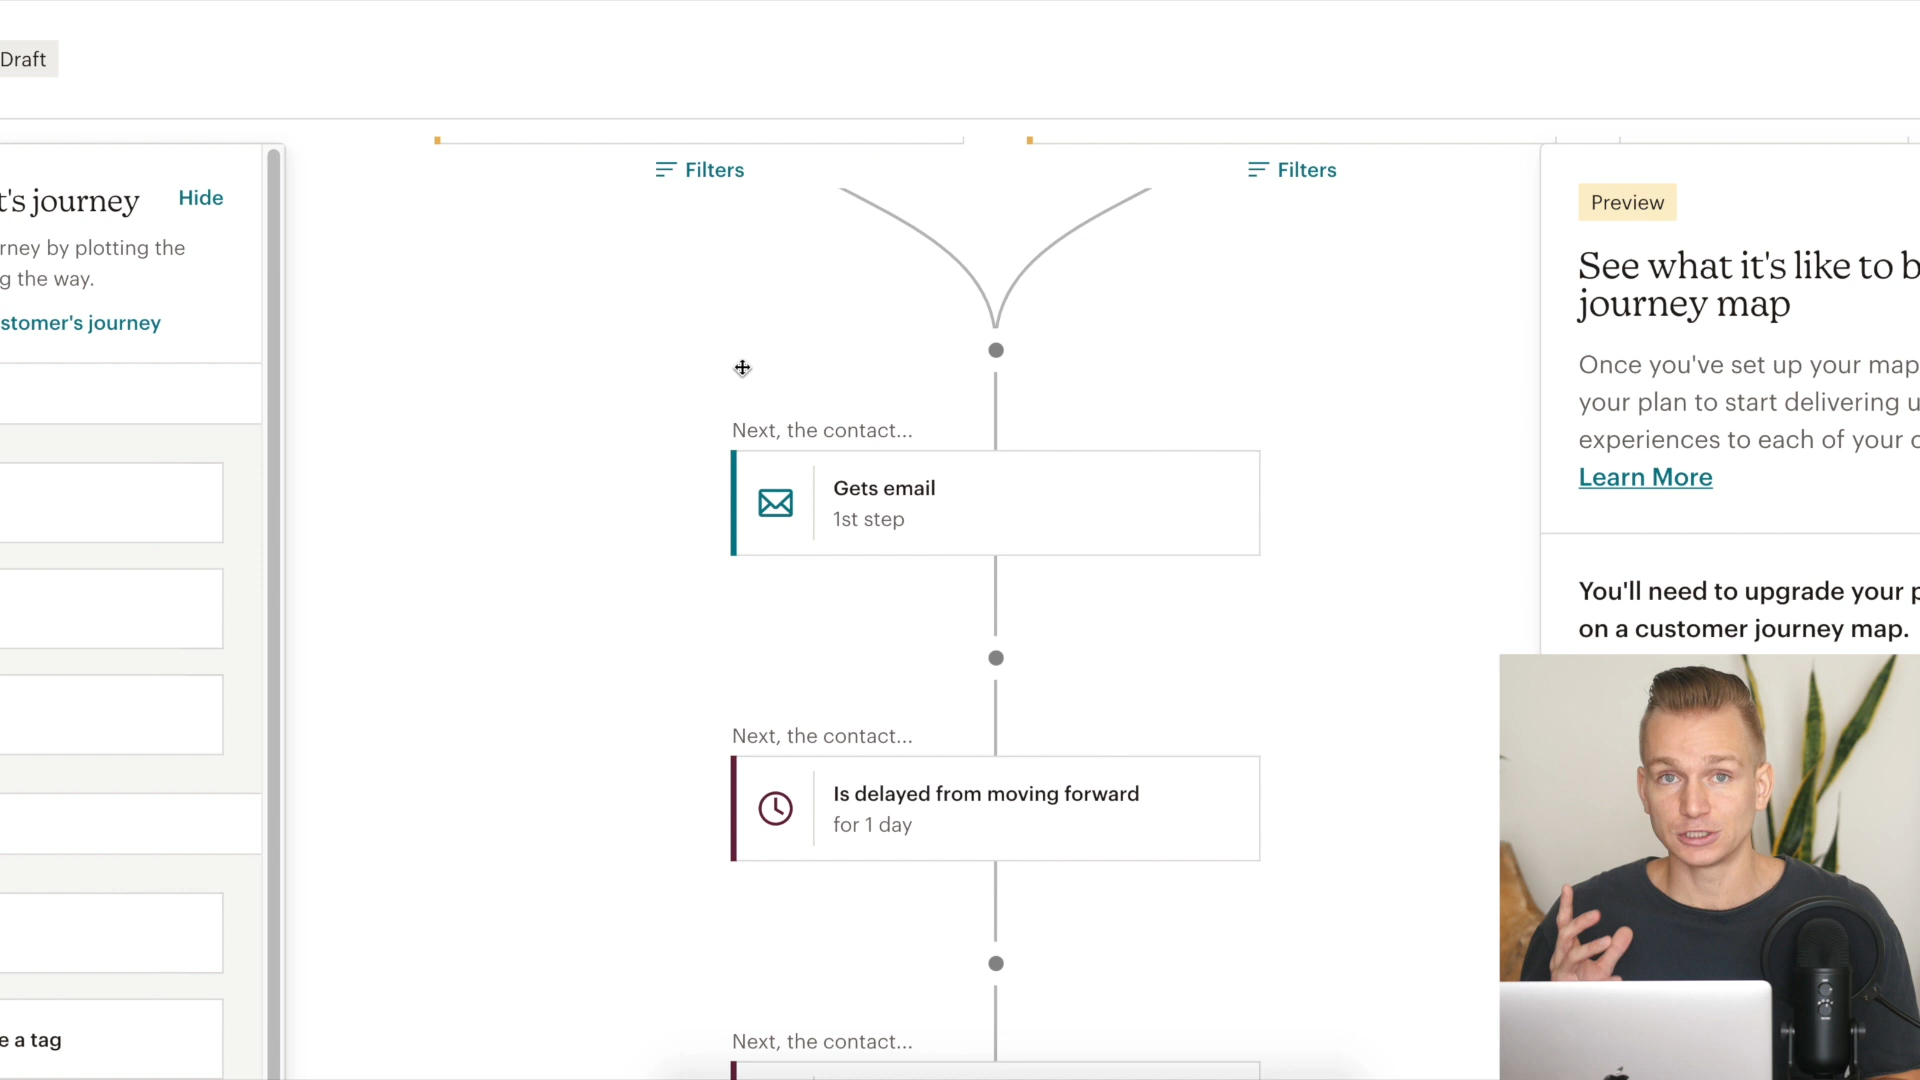 Draft
Filters
Filters
t's journey
Hide
rney by plotting the
g the way.
stomer's journey
Next, the contact...
Gets email
1st step
Next, the contact...
Is delayed from moving forward
for 1 day
Next, the contact...
e a tag
Preview
See what it's like to b
journey map
Once you've set up your map
your plan to start delivering u
experiences to each of your c
Learn More
You'll need to upgrade your p
on a customer journey map.